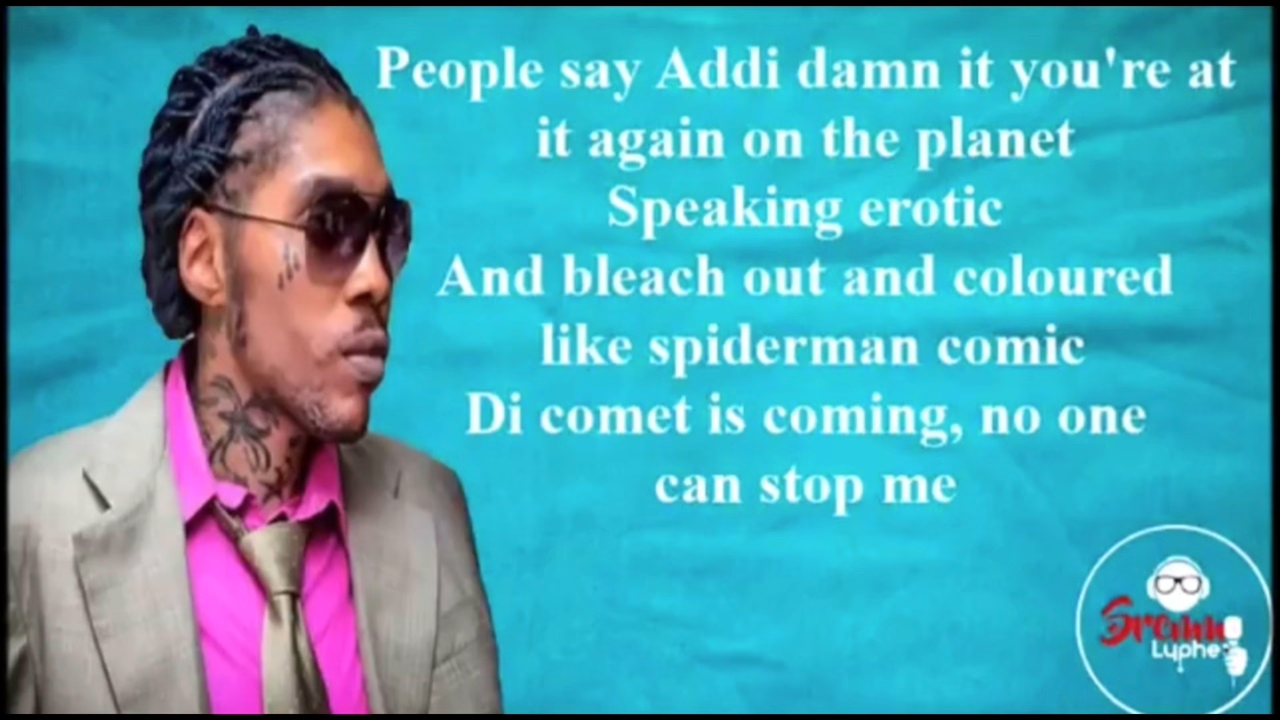 People say Addi damn it you're at
it again on the planet
Speaking erotic
And bleach out and coloured
like spiderman comic
Di comet is coming, no one
can stop me
Lyphe